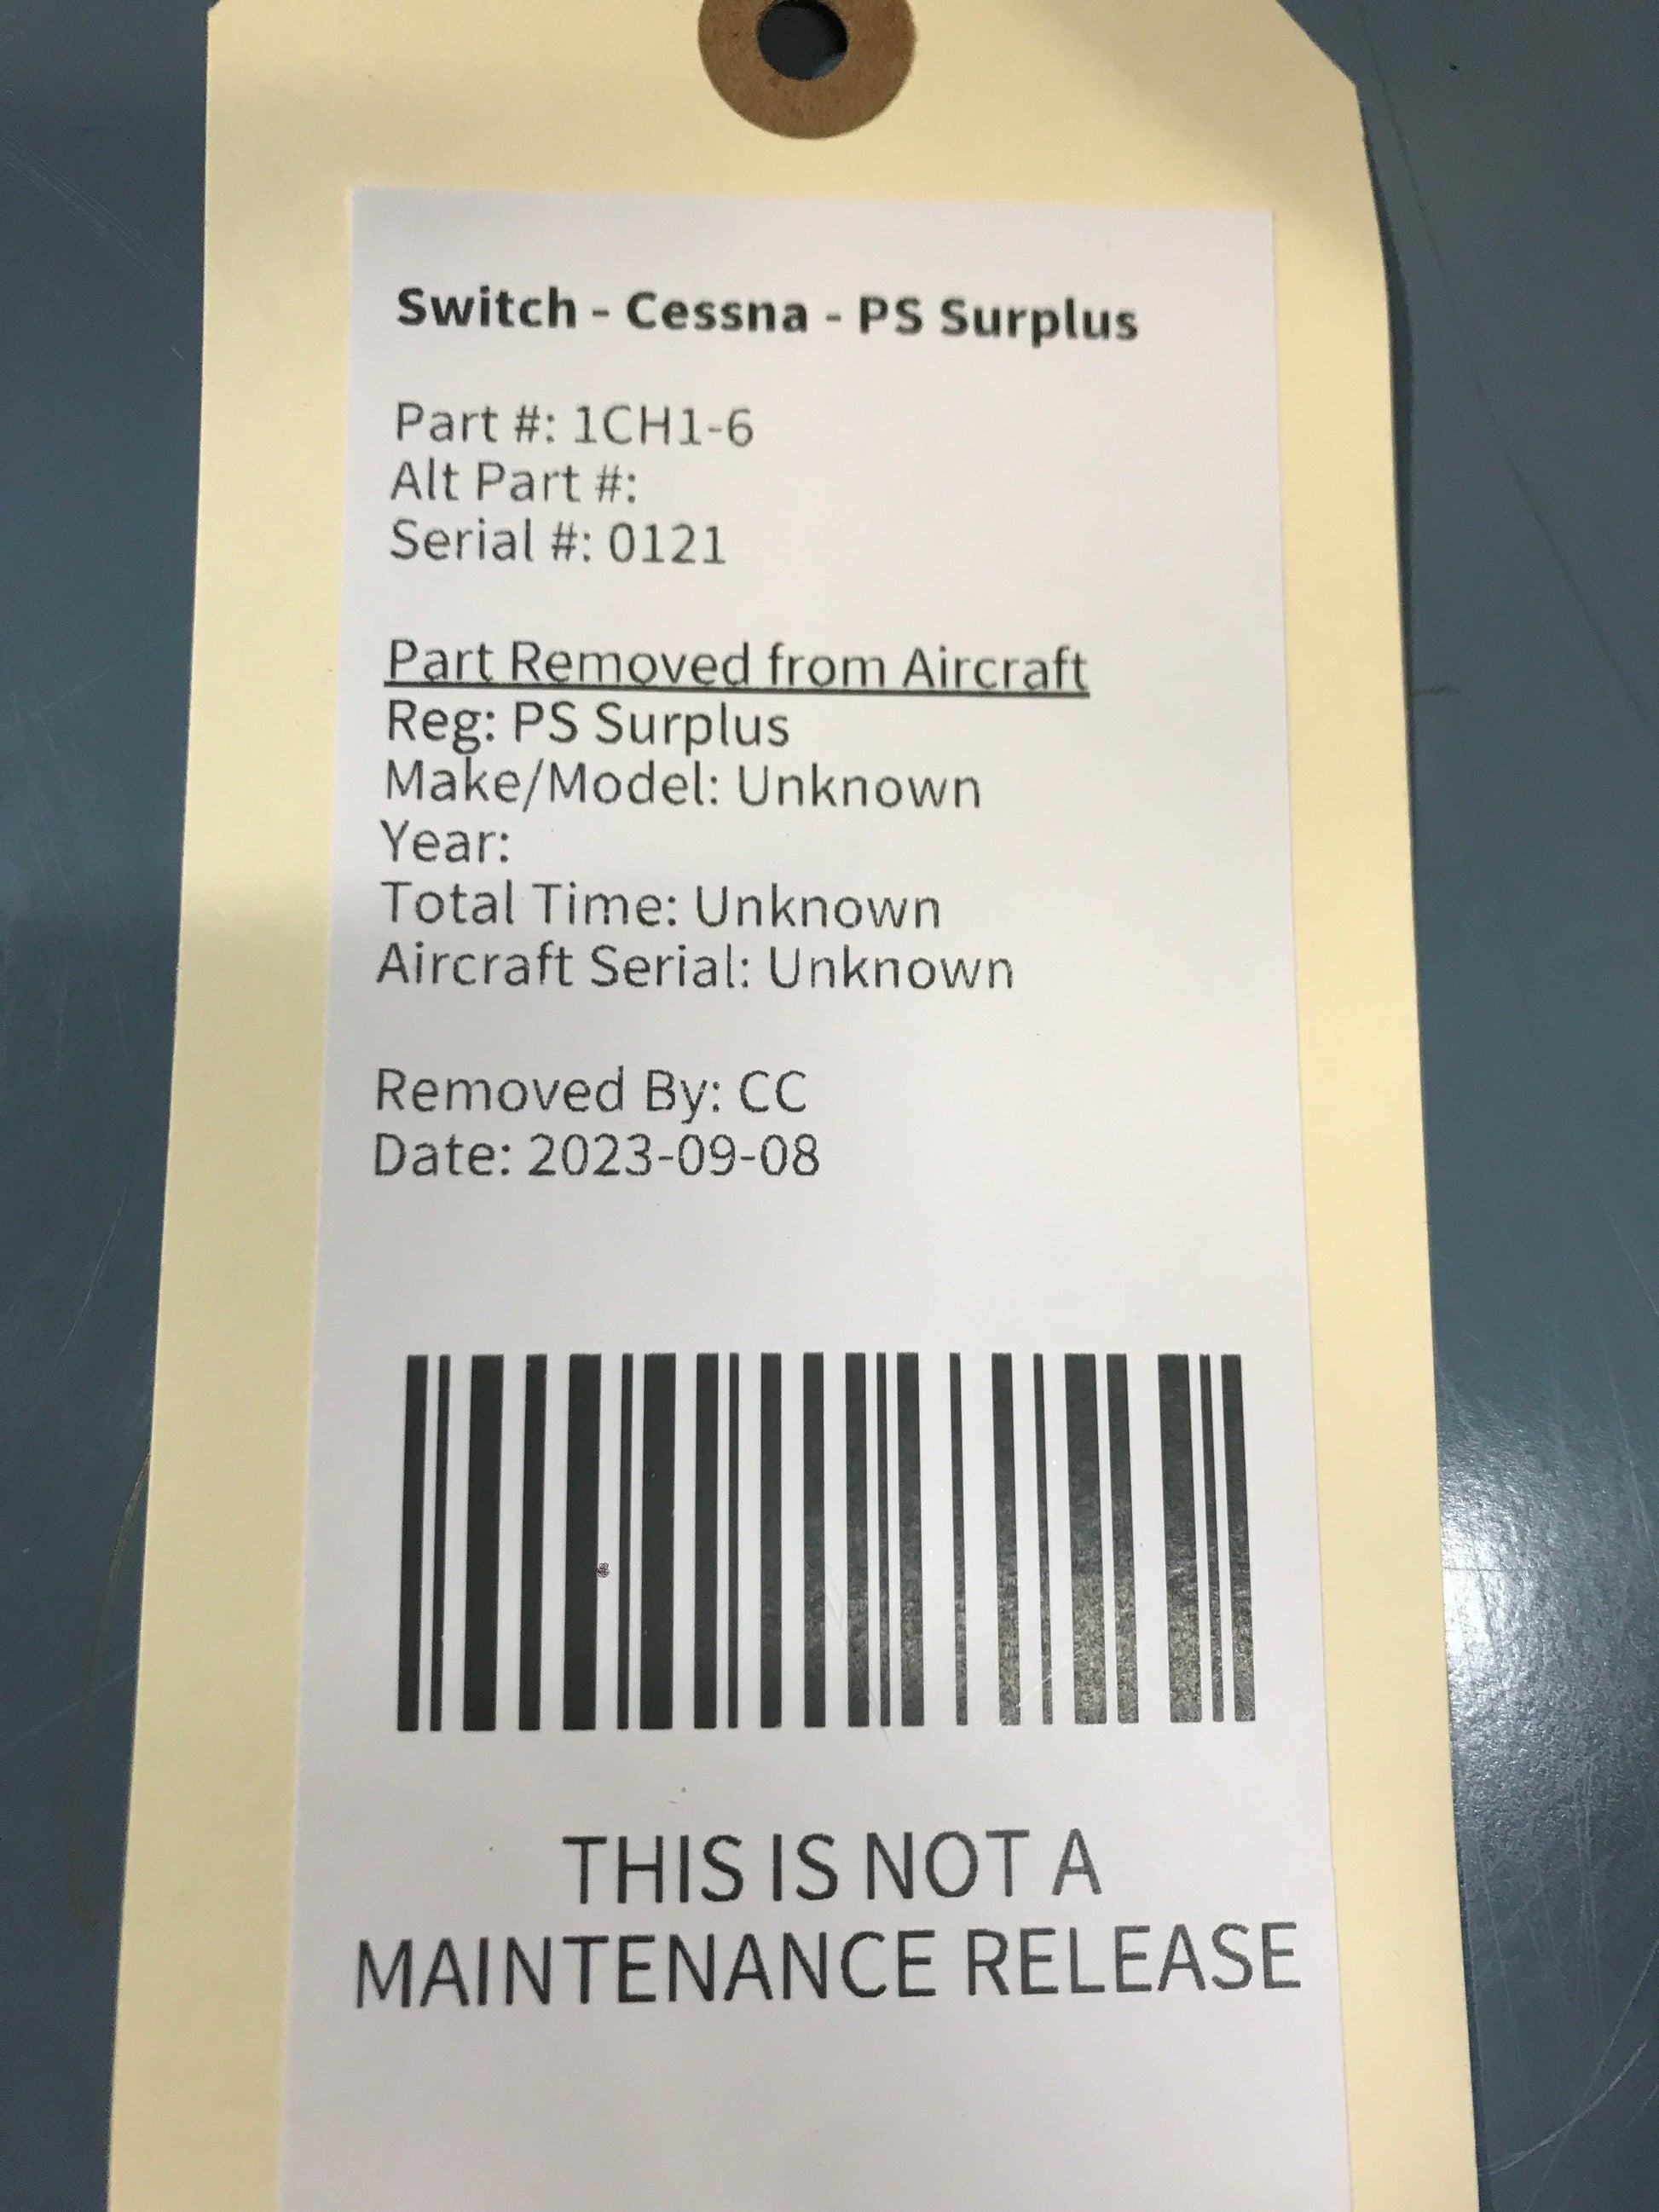 Switch - Cessna - PS Surplus
Part #: 1CH1-6
Alt Part #:
Serial #: 0121
Part Removed from Aircraft
Reg: PS Surplus
Make/Model: Unknown
Year:
Total Time: Unknown
Aircraft Serial: Unknown
Removed By: CC
Date: 2023-09-08
THIS IS NOT A
MAINTENANCE RELEASE